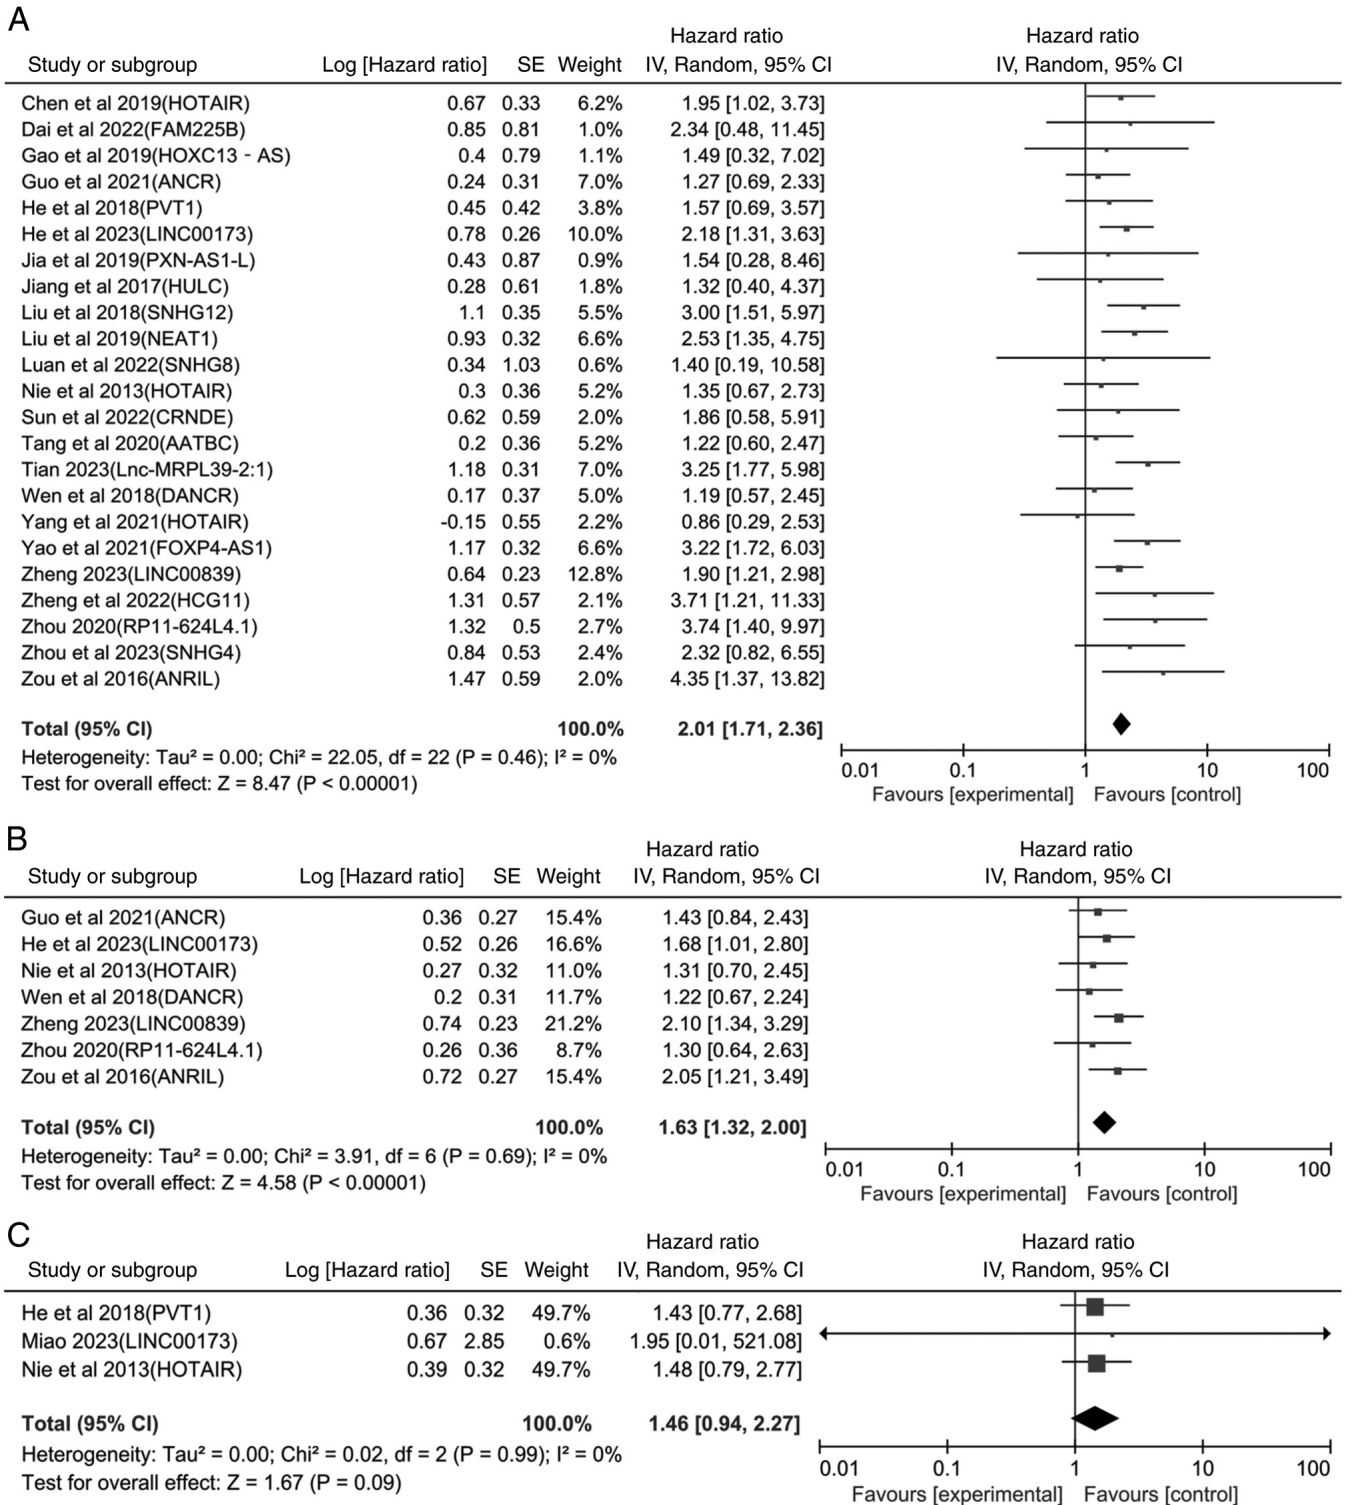 A
Hazard ratio Hazard ratio
Study or subgroup Log [Hazard ratio] SE Weight IV, Random, 95% CI IV, Random, 95% CI
Chen et al 2019(HOTAIR) 0.67 0.33 6.2% 1.95 [1.02, 3.73]
Dai et al 2022(FAM225B) 0.85 0.81 1.0% 2.34 [0.48, 11.45]
Gao et al 2019(HOXC13 - AS) 0.4 0.79 1.1% 1.49 [0.32, 7.02]
Guo et al 2021(ANCR) 0.24 0.31 7.0% 1.27 [0.69, 2.33]
He et al 2018(PVT1) 0.45 0.42 3.8% 1.57 [0.69, 3.57]
He et al 2023(LINC00173) 0.78 0.26 10.0% 2.18 [1.31, 3.63]
Jia et al 2019(PXN-AS1-L) 0.43 0.87 0.9% 1.54 [0.28, 8.46]
Jiang et al 2017(HULC) 0.28 0.61 1.8% 1.32 [0.40, 4.37]
Liu et al 2018(SNHG12) 1.1 0.35 5.5% 3.00 [1.51, 5.97]
Liu et al 2019(NEAT1) 0.93 0.32 6.6% 2.53 [1.35, 4.75]
Luan et al 2022(SNHG8) 0.34 1.03 0.6% 1.40 [0.19, 10.58]
Nie et al 2013(HOTAIR) 0.3 0.36 5.2% 1.35 [0.67, 2.73]
Sun et al 2022(CRNDE) 0.62 0.59 2.0% 1.86 [0.58, 5.91]
Tang et al 2020(AATBC) 0.2 0.36 5.2% 1.22 [0.60, 2.47]
Tian 2023(Lnc-MRPL39-2:1) 1.18 0.31 7.0% 3.25 [1.77, 5.98]
Wen et al 2018(DANCR) 0.17 0.37 5.0% 1.19 [0.57, 2.45]
Yang et al 2021(HOTAIR) -0.15 0.55 2.2% 0.86 [0.29, 2.53]
Yao et al 2021(FOXP4-AS1) 1.17 0.32 6.6% 3.22 [1.72, 6.03]
Zheng 2023(LINC00839) 0.64 0.23 12.8% 1.90 [1.21, 2.98]
Zheng et al 2022(HCG11) 1.31 0.57 2.1% 3.71 [1.21, 11.33]
Zhou 2020(RP11-624L4.1) 1.32 0.5 2.7% 3.74 [1.40, 9.97]
Zhou et al 2023(SNHG4) 0.84 0.53 2.4% 2.32 [0.82, 6.55]
Zou et al 2016(ANRIL) 1.47 0.59 2.0% 4.35 [1.37, 13.82]
Total (95% CI) 100.0% 2.01 [1.71, 2.36]
Heterogeneity: Tau² = 0.00; Chi² = 22.05, df = 22 (P = 0.46); I² = 0%
Test for overall effect: Z = 8.47 (P < 0.00001)
0.01 0.1 1 10 100
Favours [experimental] Favours [control]
B
Hazard ratio Hazard ratio
Study or subgroup Log [Hazard ratio] SE Weight IV, Random, 95% CI IV, Random, 95% CI
Guo et al 2021(ANCR) 0.36 0.27 15.4% 1.43 [0.84, 2.43]
He et al 2023(LINC00173) 0.52 0.26 16.6% 1.68 [1.01, 2.80]
Nie et al 2013(HOTAIR) 0.27 0.32 11.0% 1.31 [0.70, 2.45]
Wen et al 2018(DANCR) 0.2 0.31 11.7% 1.22 [0.67, 2.24]
Zheng 2023(LINC00839) 0.74 0.23 21.2% 2.10 [1.34, 3.29]
Zhou 2020(RP11-624L4.1) 0.26 0.36 8.7% 1.30 [0.64, 2.63]
Zou et al 2016(ANRIL) 0.72 0.27 15.4% 2.05 [1.21, 3.49]
Total (95% CI) 100.0% 1.63 [1.32, 2.00]
Heterogeneity: Tau² = 0.00; Chi² = 3.91, df = 6 (P = 0.69); I² = 0%
Test for overall effect: Z = 4.58 (P < 0.00001)
0.01 0.1 1 10 100
Favours [experimental] Favours [control]
C
Hazard ratio Hazard ratio
Study or subgroup Log [Hazard ratio] SE Weight IV, Random, 95% CI IV, Random, 95% CI
He et al 2018(PVT1) 0.36 0.32 49.7% 1.43 [0.77, 2.68]
Miao 2023(LINC00173) 0.67 2.85 0.6% 1.95 [0.01, 521.08]
Nie et al 2013(HOTAIR) 0.39 0.32 49.7% 1.48 [0.79, 2.77]
Total (95% CI) 100.0% 1.46 [0.94, 2.27]
Heterogeneity: Tau² = 0.00; Chi² = 0.02, df = 2 (P = 0.99); I² = 0%
Test for overall effect: Z = 1.67 (P = 0.09)
0.01 0.1 1 10 100
Favours [experimental] Favours [control]